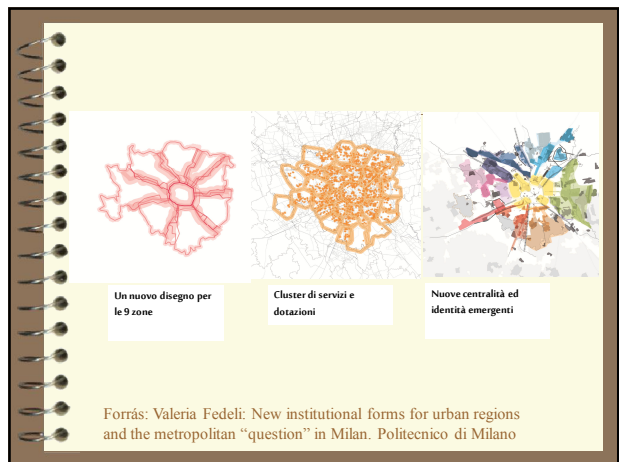 Un nuovo disegno per
le 9 zone
Cluster di servizi e
dotazioni
Nuove centralità ed
identità emergenti
Forrás: Valeria Fedeli: New institutional forms for urban regions
and the metropolitan “question” in Milan. Politecnico di Milano